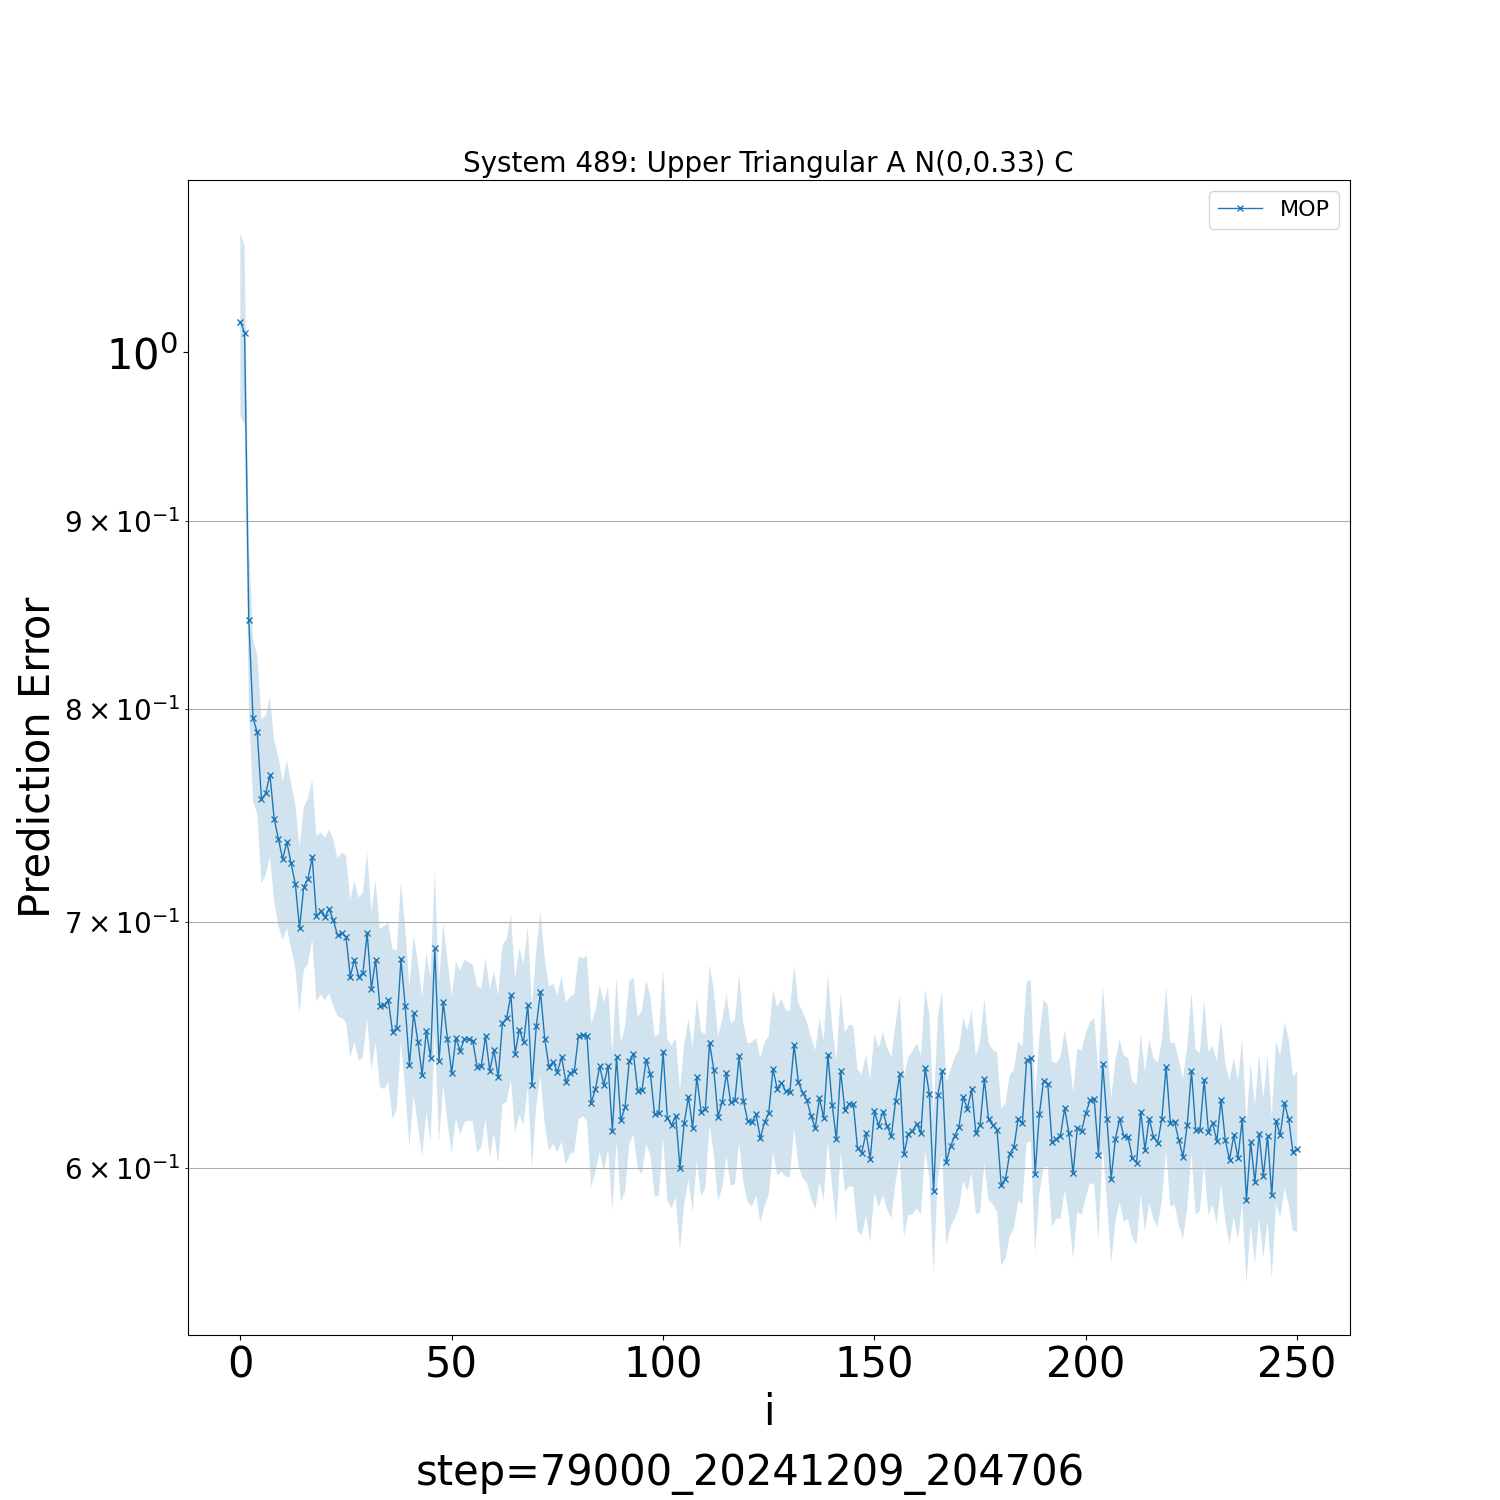 System 489: Upper Triangular A N(0,0.33) C
MOP
10⁰
9 × 10⁻¹
8 × 10⁻¹
7 × 10⁻¹
6 × 10⁻¹
Prediction Error
0 50 100 150 200 250
i
step=79000_20241209_204706